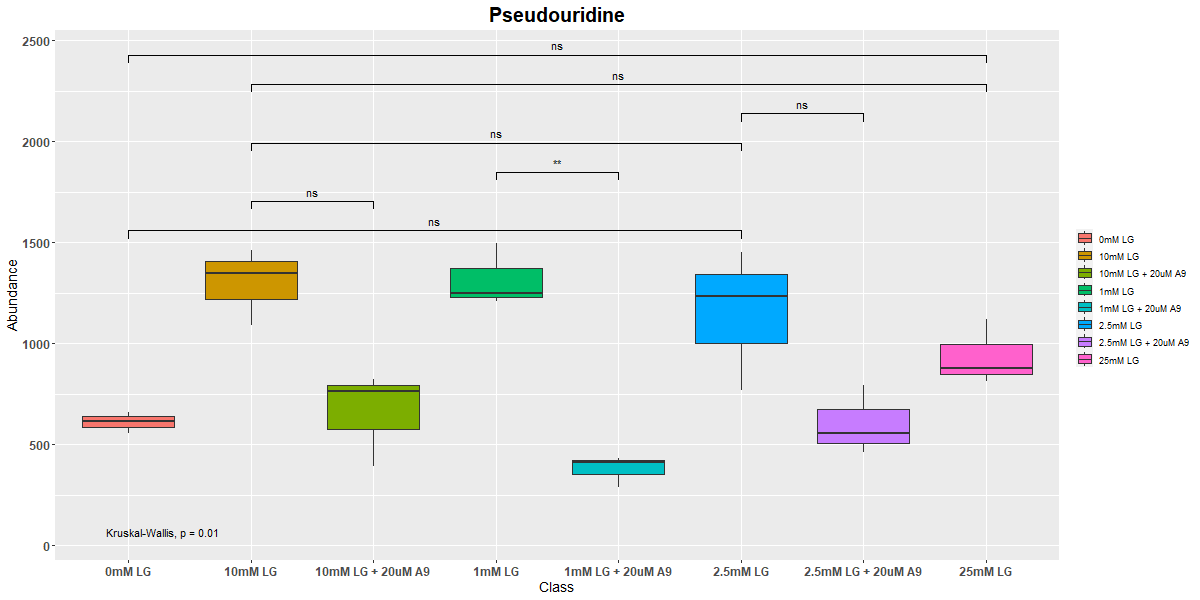 Pseudouridine
2500
2000
1500
1000
500
0
Abundance
ns
ns
ns
ns
**
ns
ns
Kruskal-Wallis, p = 0.01
0mM LG
10mM LG
10mM LG + 20uM A9
1mM LG
1mM LG + 20uM A9
2.5mM LG
2.5mM LG + 20uM A9
25mM LG
Class
0mM LG
10mM LG
10mM LG + 20uM A9
1mM LG
1mM LG + 20uM A9
2.5mM LG
2.5mM LG + 20uM A9
25mM LG